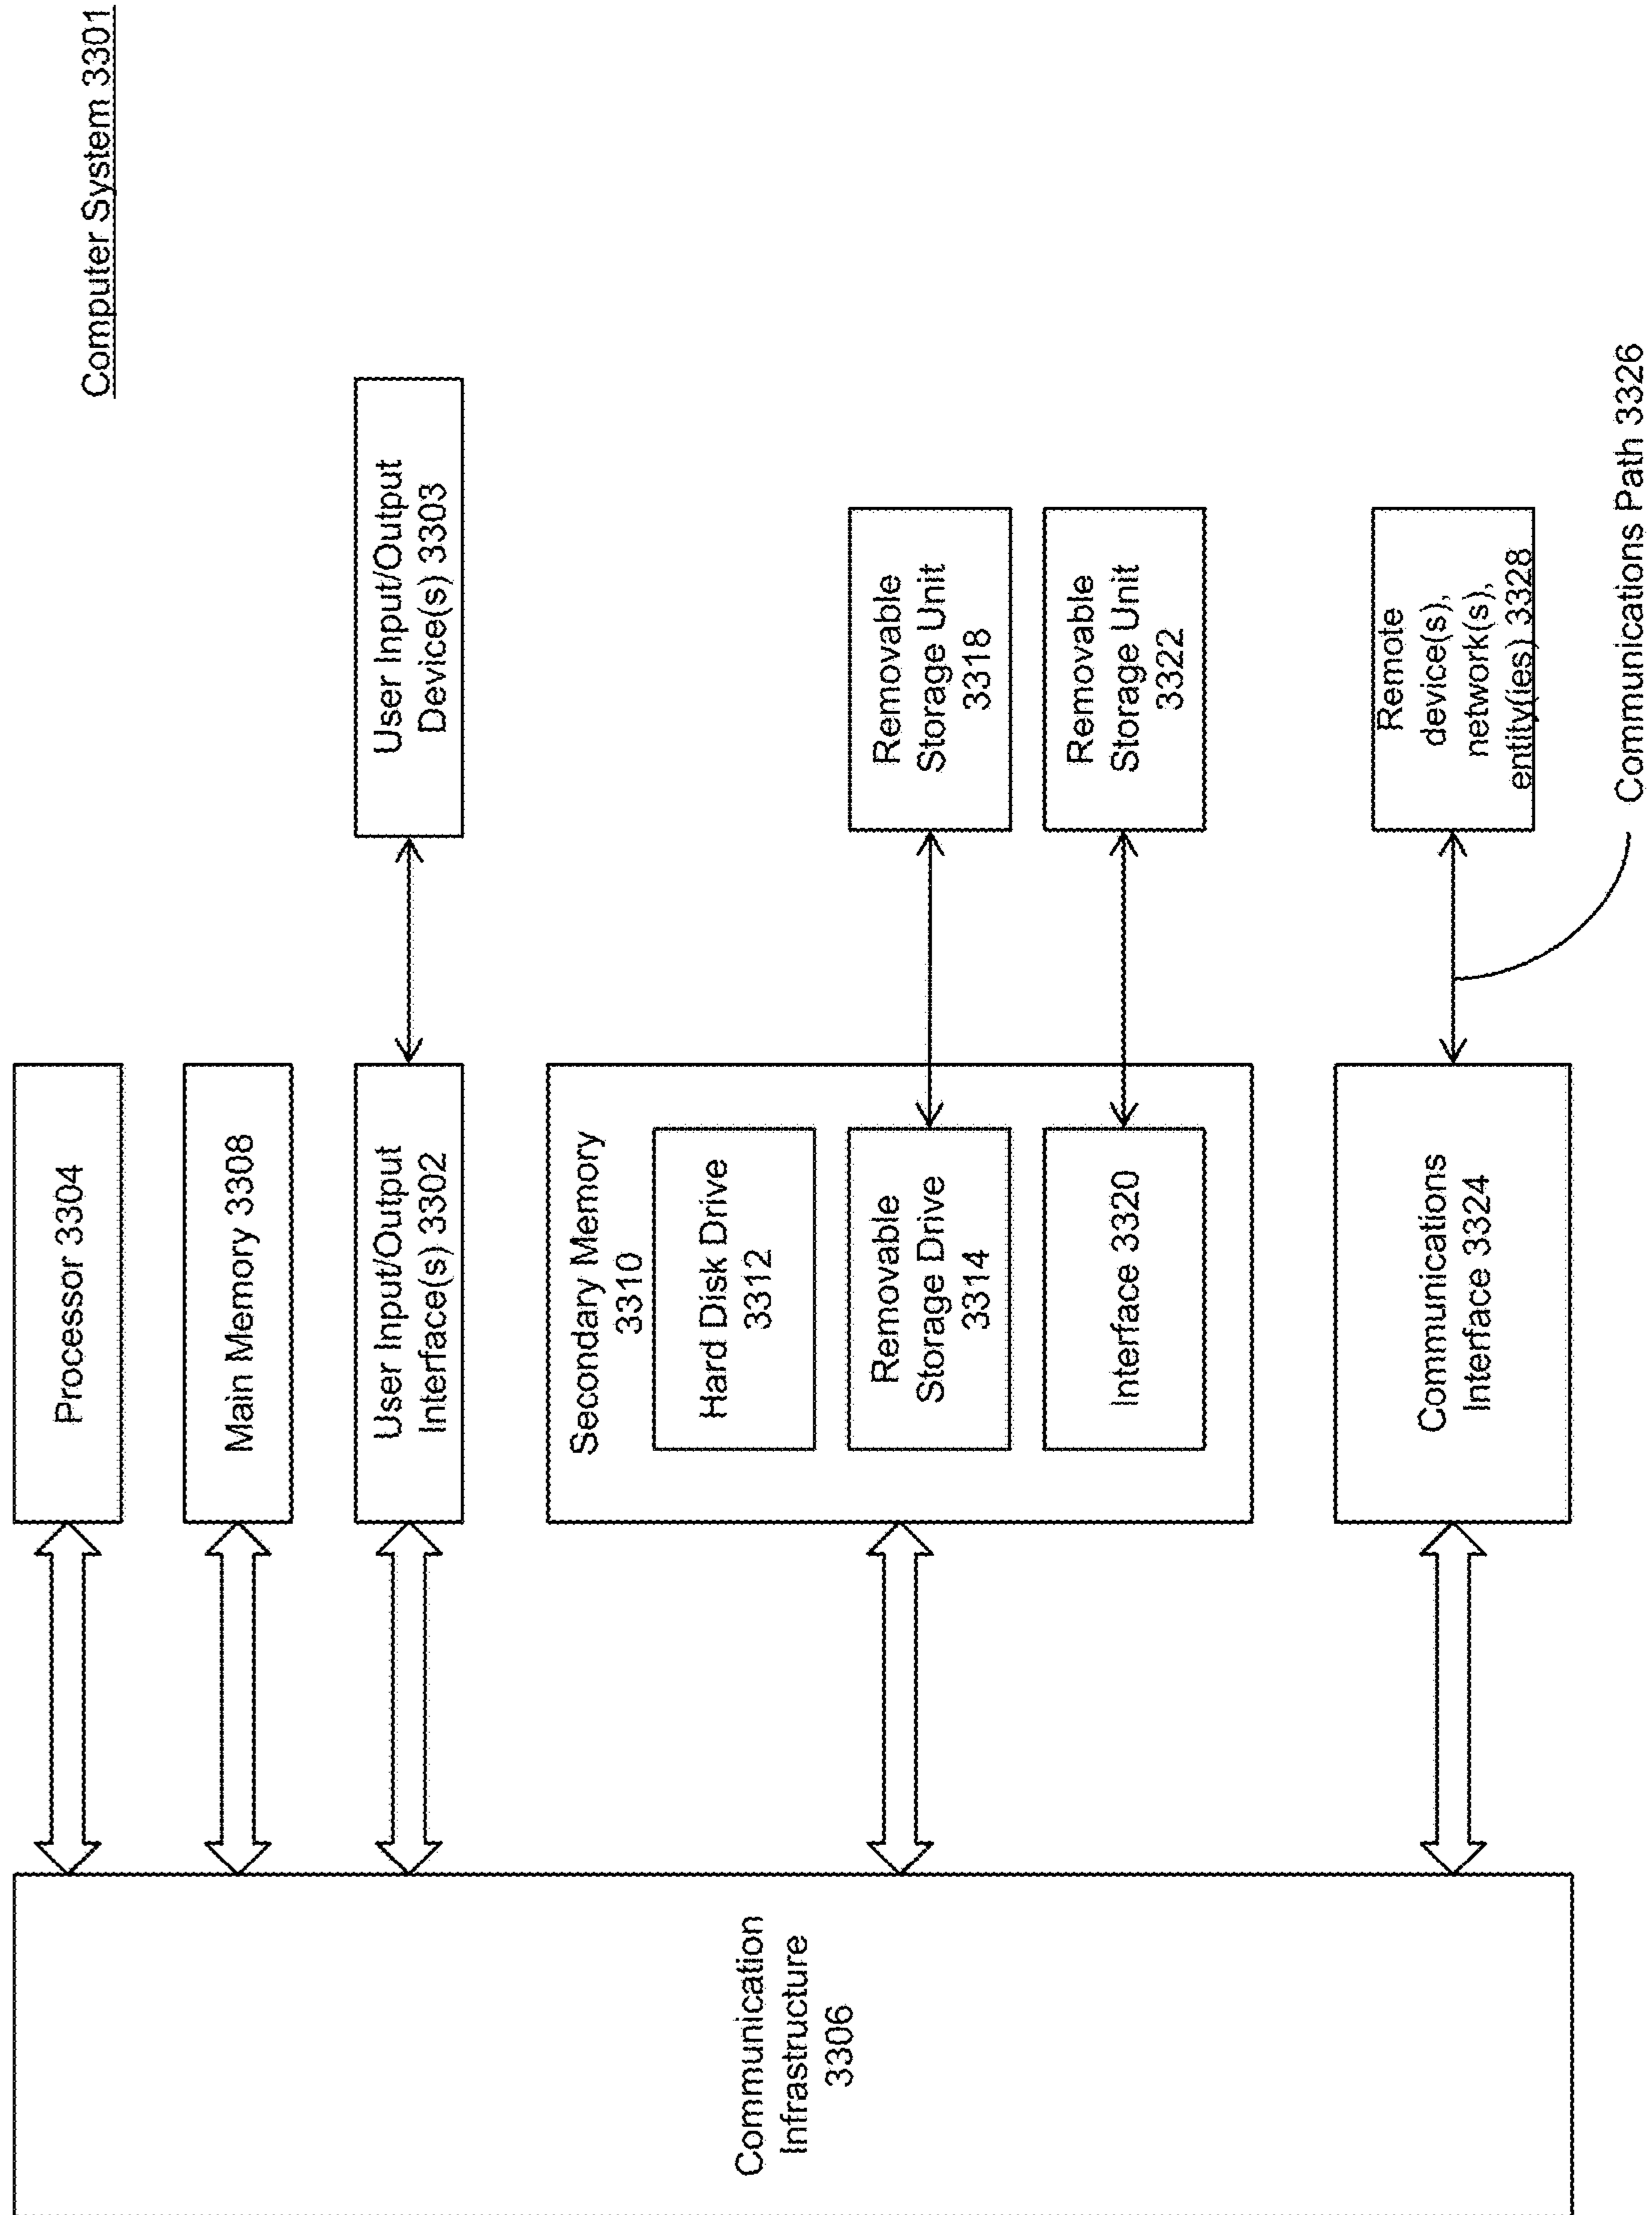 Computer System 3301
Processor 3304
Main Memory 3308
User Input/Output
Interface(s) 3302
User Input/Output
Device(s) 3303
Communication
Infrastructure
3306
Secondary Memory
3310
Hard Disk Drive
3312
Removable
Storage Drive
3314
Removable
Storage Unit
3318
Interface 3320
Removable
Storage Unit
3322
Communications
Interface 3324
Remote
device(s),
network(s),
entity(ies) 3328
Communications Path 3326